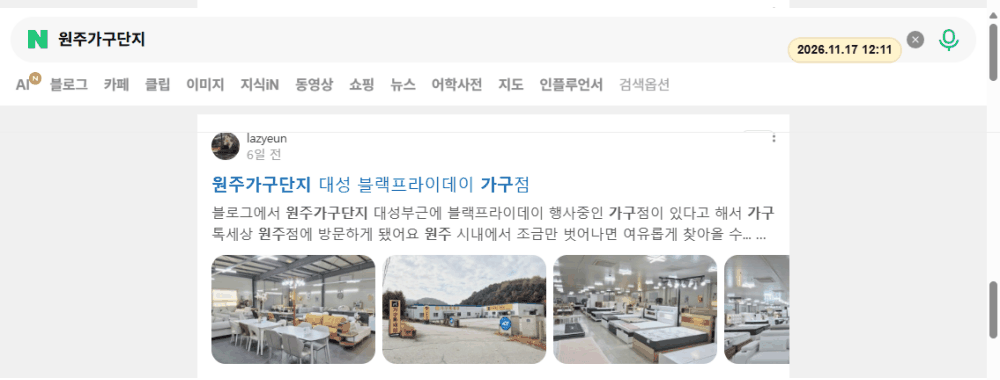 원주가구단지
2026.11.17 12:11
AI N 블로그 카페 클립 이미지 지식iN 동영상 쇼핑 뉴스 어학사전 지도 인플루언서 검색옵션
lazyeun
6일 전
원주가구단지 대성 블랙프라이데이 가구점
블로그에서 원주가구단지 대성부근에 블랙프라이데이 행사중인 가구점이 있다고 해서 가구
톡세상 원주점에 방문하게 됐어요 원주 시내에서 조금만 벗어나면 여유롭게 찾아올 수... ...